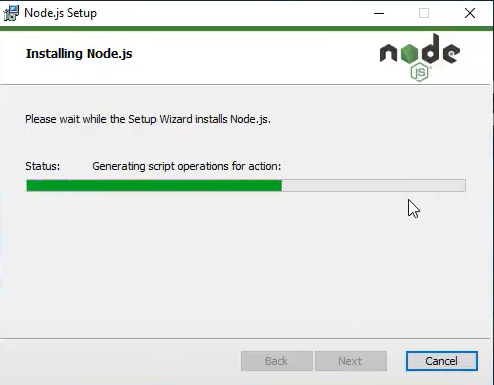 Node.js Setup
Installing Node.js
node
JS
Please wait while the Setup Wizard installs Node.js.
Status: Generating script operations for action:
Back Next Cancel